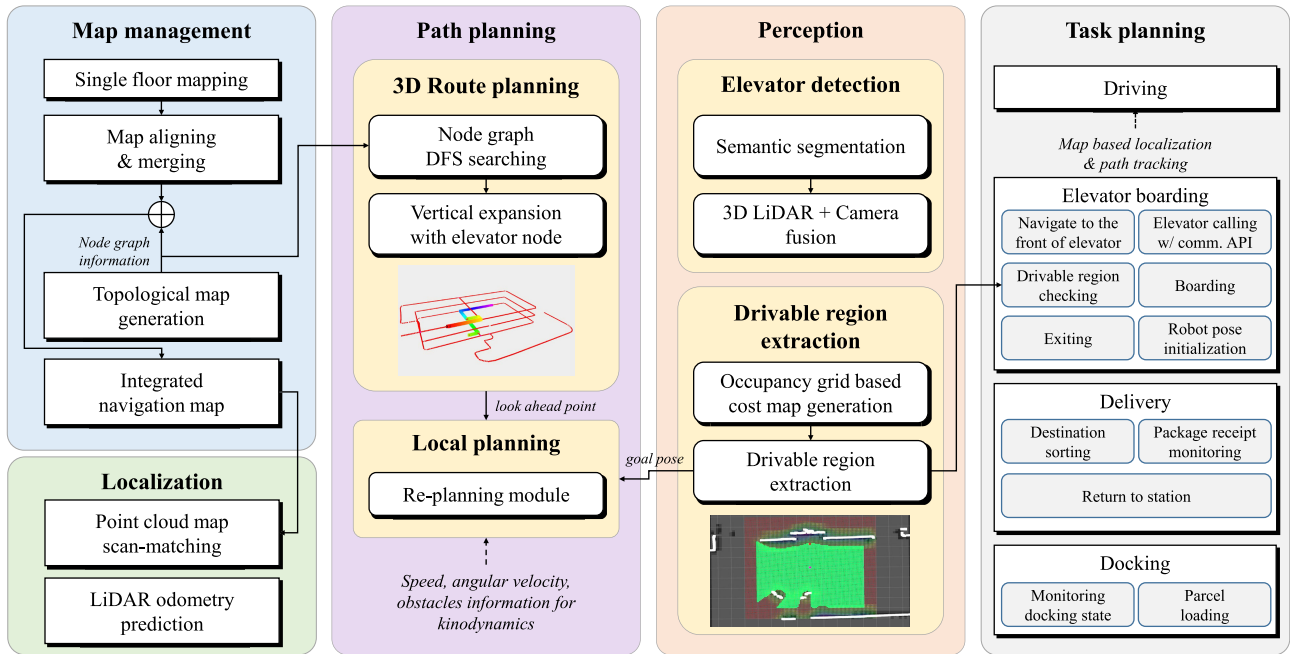 Map management
Single floor mapping
Map aligning
& merging
Node graph
information
Topological map
generation
Integrated
navigation map
Localization
Point cloud map
scan-matching
LiDAR odometry
prediction
Path planning
3D Route planning
Node graph
DFS searching
Vertical expansion
with elevator node
look ahead point
Local planning
Re-planning module
Speed, angular velocity,
obstacles information for
kinodynamics
Perception
Elevator detection
Semantic segmentation
3D LiDAR + Camera
fusion
Drivable region
extraction
Occupancy grid based
cost map generation
goal pose
Drivable region
extraction
Task planning
Driving
Map based localization
& path tracking
Elevator boarding
Navigate to the
front of elevator
Elevator calling
w/ comm. API
Drivable region
checking
Boarding
Exiting
Robot pose
initialization
Delivery
Destination
sorting
Package receipt
monitoring
Return to station
Docking
Monitoring
docking state
Parcel
loading